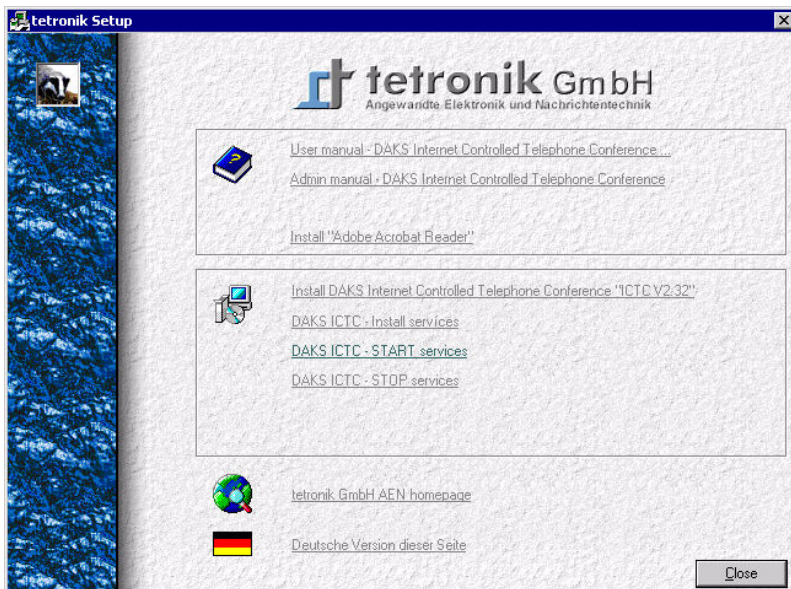 tetronik Setup
tetronik GmbH
Angewandte Elektronik und Nachrichtentechnik
User manual - DAKS Internet Controlled Telephone Conference ...
Admin manual - DAKS Internet Controlled Telephone Conference
Install "Adobe Acrobat Reader"
Install DAKS Internet Controlled Telephone Conference "ICTC V2.32"
DAKS ICTC - Install services
DAKS ICTC - START services
DAKS ICTC - STOP services
tetronik GmbH AEN homepage
Deutsche Version dieser Seite
Close